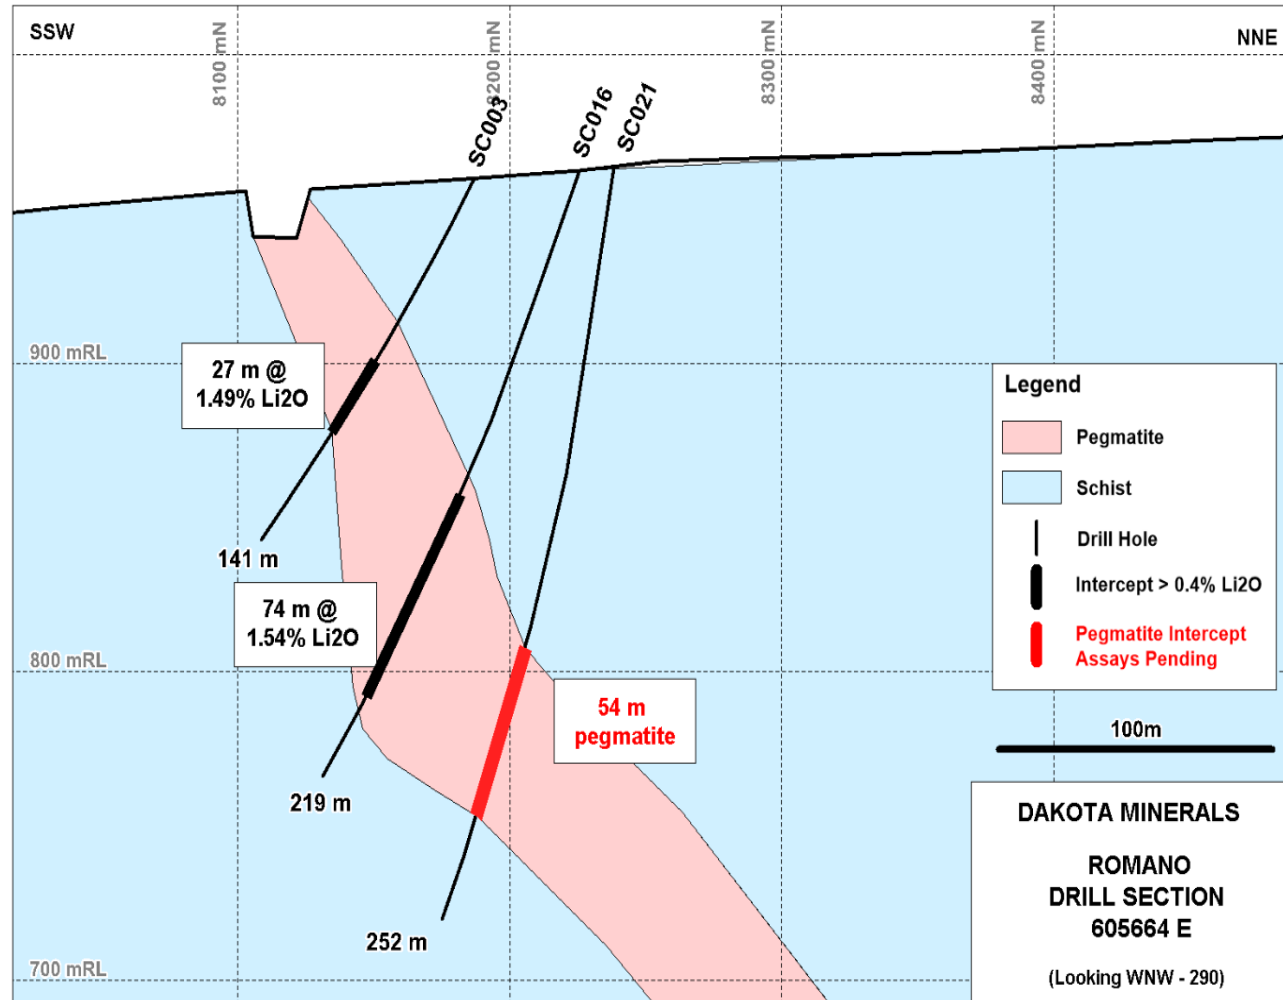 SSW
8100 mN
8200 mN
8300 mN
8400 mN
NNE
SC003
SC016
SC021
900 mRL
27 m @
1.49% Li2O
141 m
74 m @
1.54% Li2O
800 mRL
54 m
pegmatite
219 m
252 m
700 mRL
Legend
Pegmatite
Schist
Drill Hole
Intercept > 0.4% Li2O
Pegmatite Intercept
Assays Pending
100m
DAKOTA MINERALS
ROMANO
DRILL SECTION
605664 E
(Looking WNW - 290)